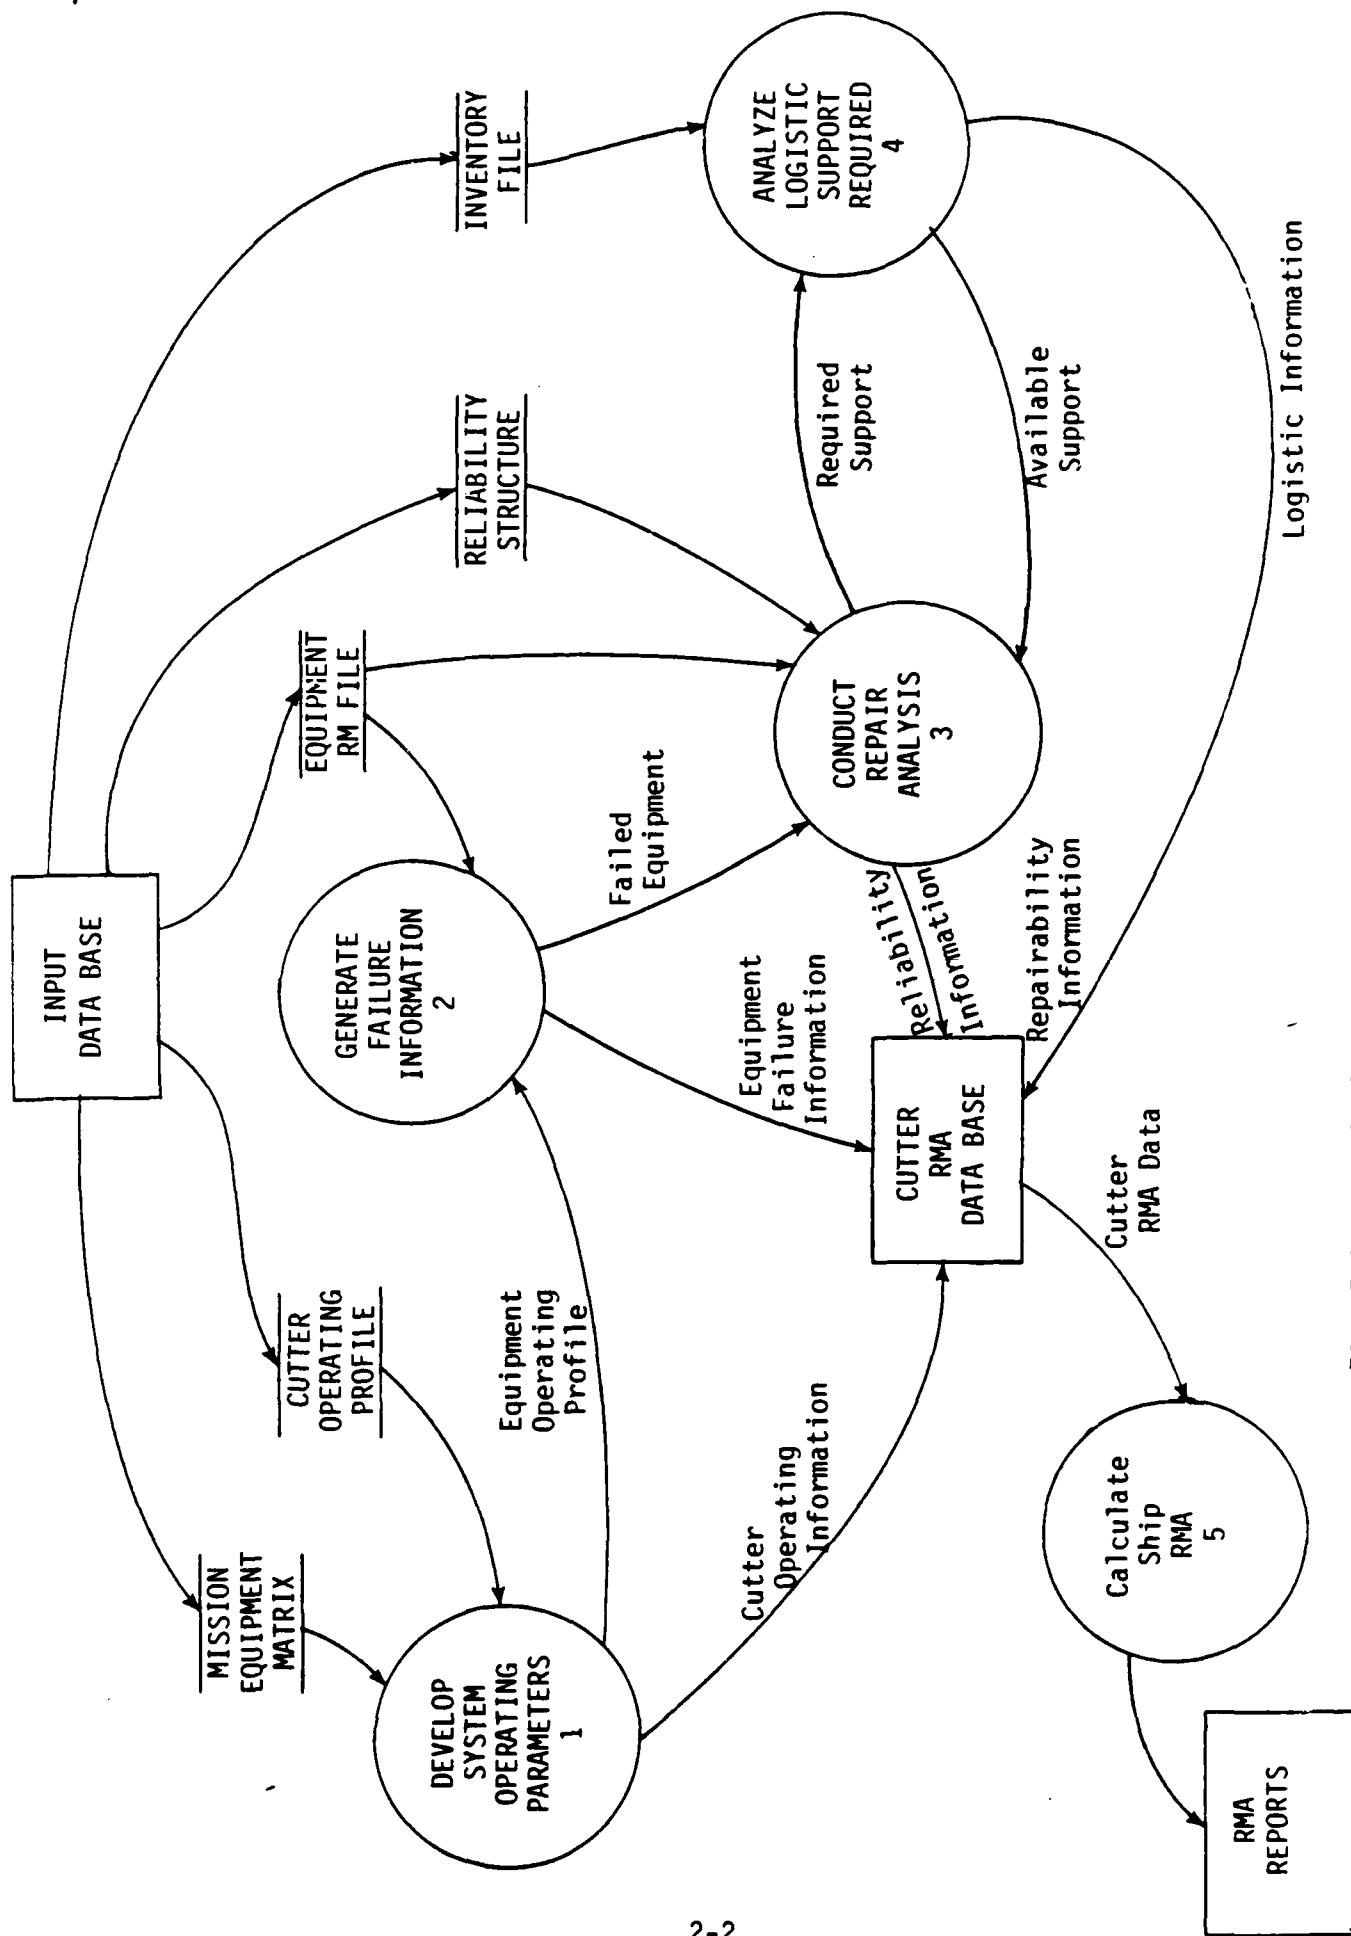 INPUT
DATA BASE
MISSION
EQUIPMENT
MATRIX
CUTTER
OPERATING
PROFILE
EQUIPMENT
RM FILE
RELIABILITY
STRUCTURE
INVENTORY
FILE
DEVELOP
SYSTEM
OPERATING
PARAMETERS
1
Equipment
Operating
Profile
GENERATE
FAILURE
INFORMATION
2
Failed
Equipment
CONDUCT
REPAIR
ANALYSIS
3
Required
Support
Available
Support
ANALYZE
LOGISTIC
SUPPORT
REQUIRED
4
Cutter
Operating
Information
Equipment
Failure
Information
Reliability
Information
Repairability
Information
Logistic Information
CUTTER
RMA
DATA BASE
Cutter
RMA Data
Calculate
Ship
RMA
5
RMA
REPORTS
2-2